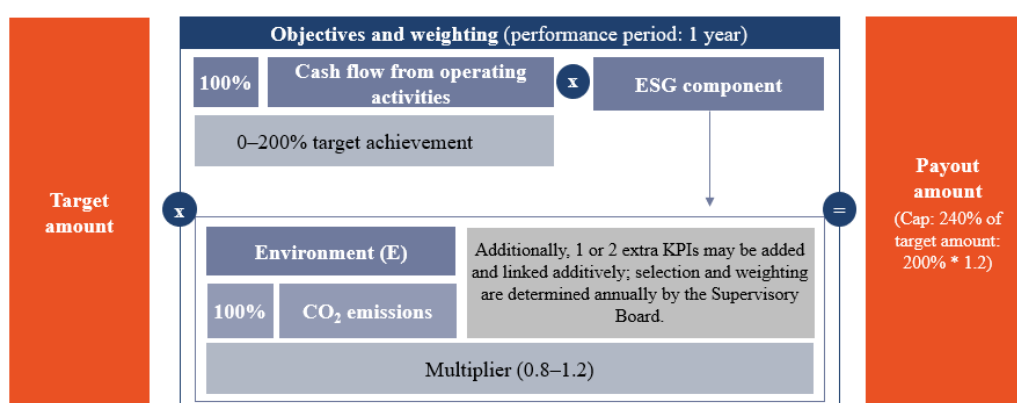 Objectives and weighting (performance period: 1 year)
100%
Cash flow from operating
activities
x
ESG component
0–200% target achievement
Target
amount
x
Environment (E)
100%
CO₂ emissions
Additionally, 1 or 2 extra KPIs may be added
and linked additively; selection and weighting
are determined annually by the Supervisory
Board.
Multiplier (0.8–1.2)
=
Payout
amount
(Cap: 240% of
target amount:
200% * 1.2)